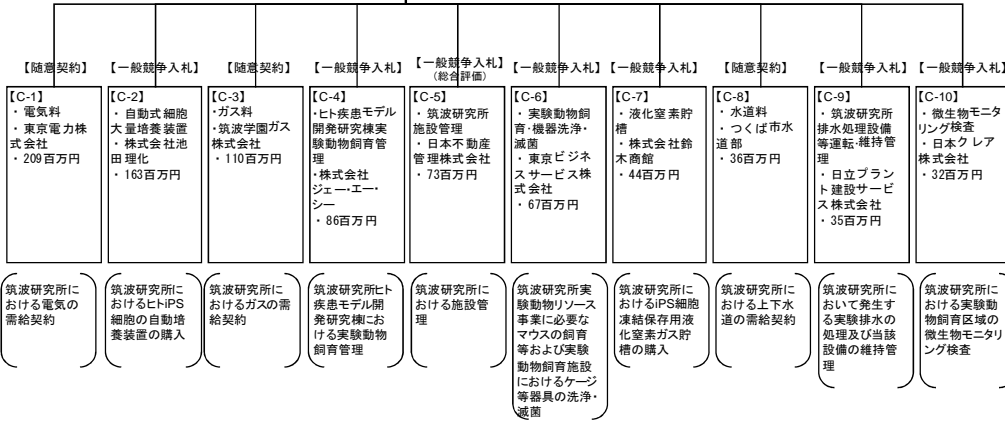 【随意契約】
【C-1】
・電気料
・東京電力株
式会社
・209百万円
筑波研究所に
おける電気の
需給契約
【一般競争入札】
【C-2】
・自動式細胞
大量培養装置
・株式会社池
田理化
・163百万円
筑波研究所に
おけるヒトiPS
細胞の自動培
養装置の購入
【随意契約】
【C-3】
・ガス料
・筑波学園ガス
株式会社
・110百万円
筑波研究所に
おけるガスの需
給契約
【一般競争入札】
【C-4】
・ヒト疾患モデル
開発研究棟実
験動物飼育管
理
・株式会社
ジェー・エー・
シー
・86百万円
筑波研究所ヒト
疾患モデル開
発研究棟にお
ける実験動物
飼育管理
【一般競争入札】
(総合評価)
【C-5】
・筑波研究所
施設管理
・日本不動産
管理株式会社
・73百万円
筑波研究所に
おける施設管
理
【一般競争入札】
【C-6】
・実験動物飼
育・機器洗浄・
滅菌
・東京ビジネ
スサービス株
式会社
・67百万円
筑波研究所実
験動物リソース
事業に必要な
マウスの飼育
等および実験
動物飼育施設
におけるケージ
等器具の洗浄・
滅菌
【一般競争入札】
【C-7】
・液化窒素貯
槽
・株式会社鈴
木商館
・44百万円
筑波研究所に
おけるiPS細胞
凍結保存用液
化窒素ガス貯
槽の購入
【随意契約】
【C-8】
・水道料
・つくば市水
道部
・36百万円
筑波研究所に
おける上下水
道の需給契約
【一般競争入札】
【C-9】
・筑波研究所
排水処理設備
等運転・維持管
理
・日立プラン
ト建設サービ
ス株式会社
・35百万円
筑波研究所に
おいて発生す
る実験排水の
処理及び当該
設備の維持管
理
【一般競争入札】
【C-10】
・微生物モニタ
リング検査
・日本クレア
株式会社
・32百万円
筑波研究所に
おける実験動
物飼育区域の
微生物モニタリ
ング検査